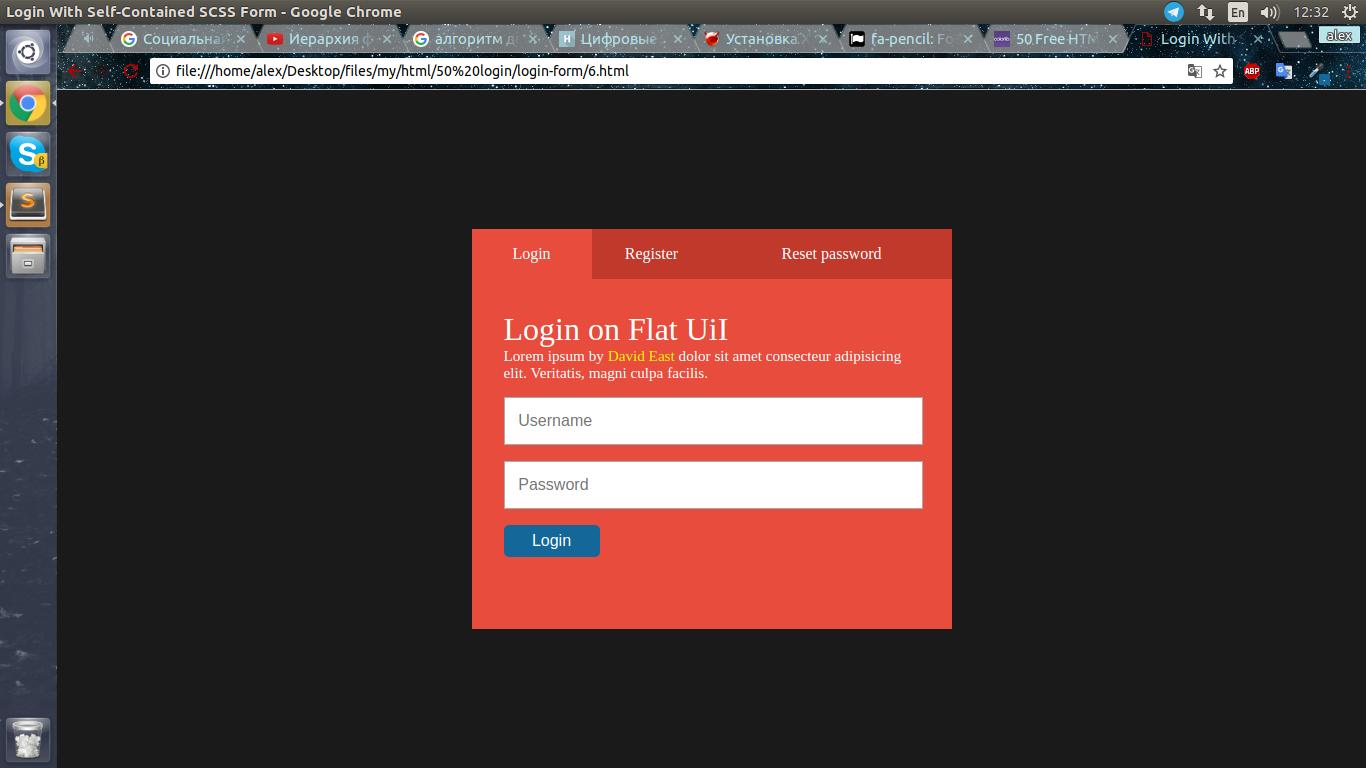 Login With Self-Contained SCSS Form - Google Chrome
En
12:32
Социальна
Иерархия ф
алгоритм д
Цифровые
Установка
fa-pencil: Fo
colorlib
50 Free HTM
Login With
alex
file:///home/alex/Desktop/files/my/html/50%20login/login-form/6.html
ABP
Login
Register
Reset password
Login on Flat UiI
Lorem ipsum by David East dolor sit amet consecteur adipisicing
elit. Veritatis, magni culpa facilis.
Username
Password
Login